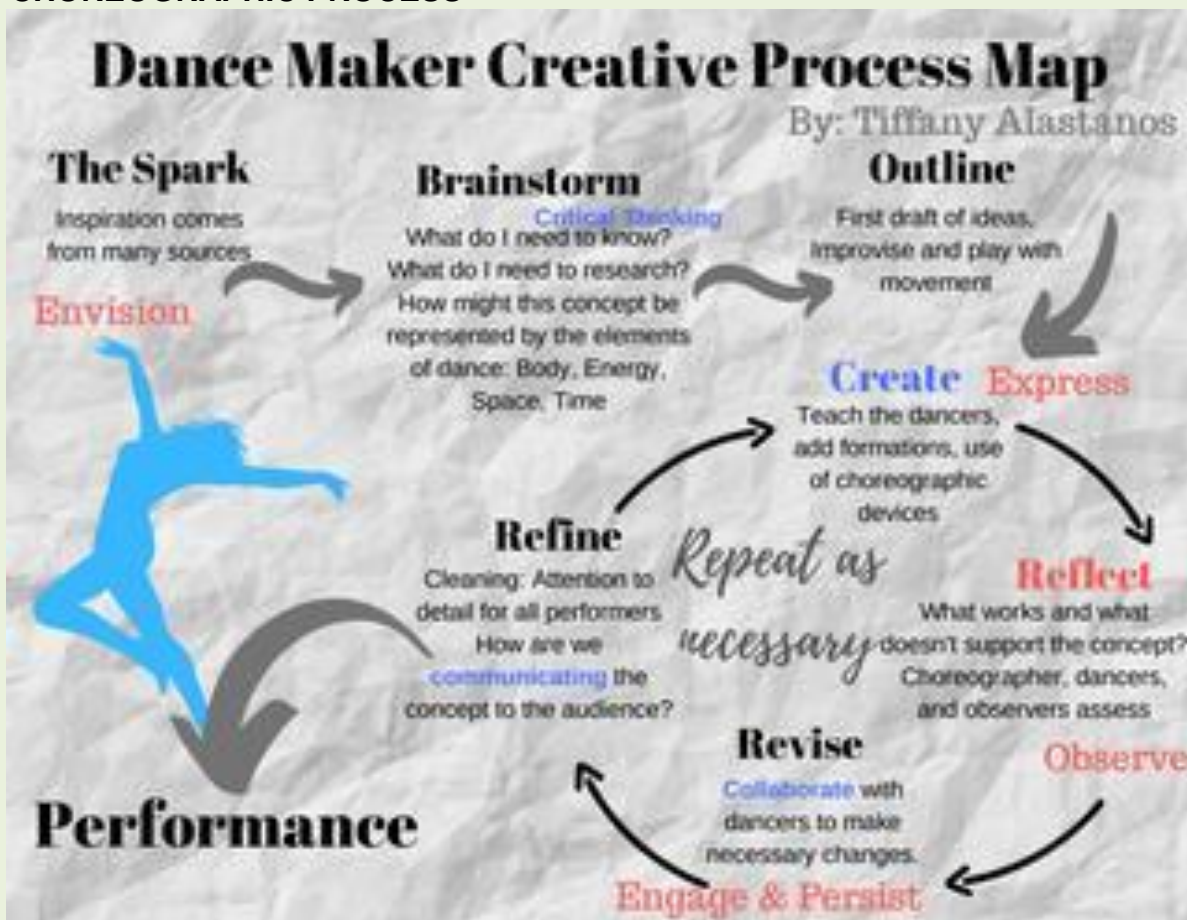 Dance Maker Creative Process Map
By: Tiffany Alastanos
The Spark
Inspiration comes
from many sources
Envision
Brainstorm
Critical Thinking
What do I need to know?
What do I need to research?
How might this concept be
represented by the elements
of dance: Body, Energy,
Space, Time
Outline
First draft of ideas,
Improvise and play with
movement
Create Express
Teach the dancers,
add formations, use
of choreographic
devices
Reflect
What works and what
doesn't support the concept?
Choreographer, dancers,
and observers assess
Observe
Revise
Collaborate with
dancers to make
necessary changes.
Engage & Persist
Refine
Cleaning: Attention to
detail for all performers
How are we
communicating the
concept to the audience?
Repeat as
necessary
Performance